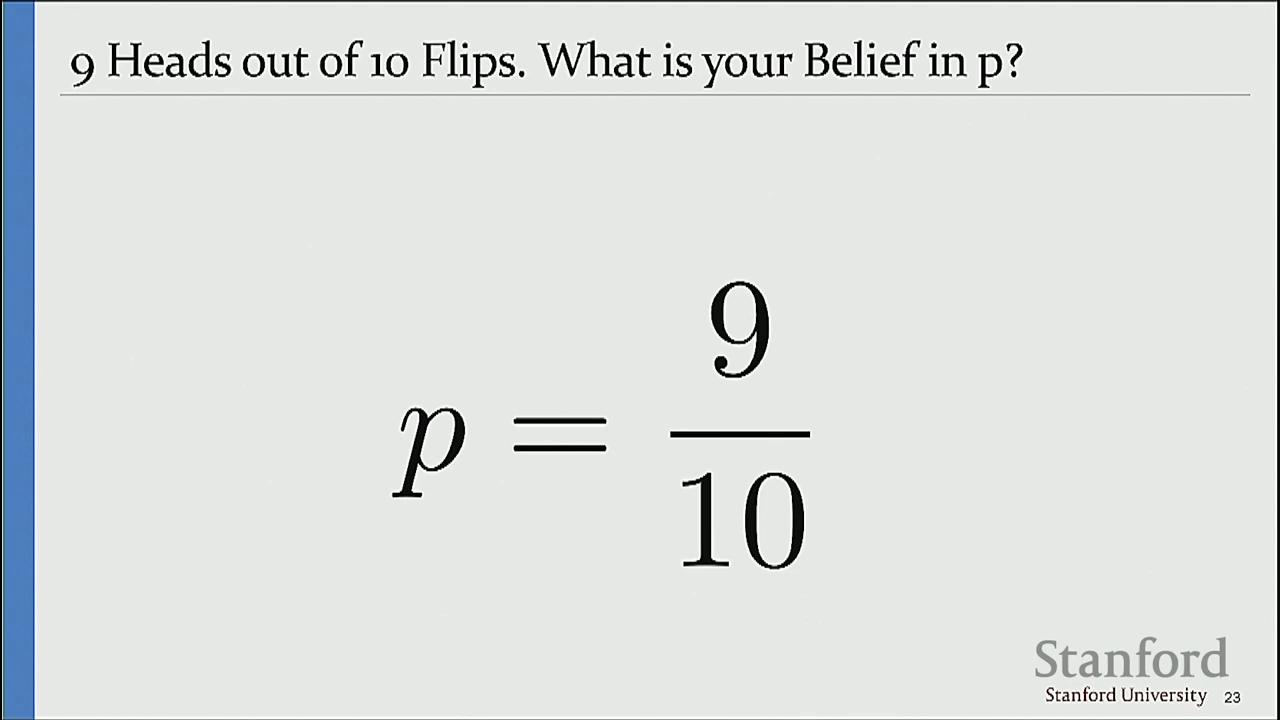 9 Heads out of 10 Flips. What is your Belief in p?
p = 9/10
Stanford
Stanford University 23